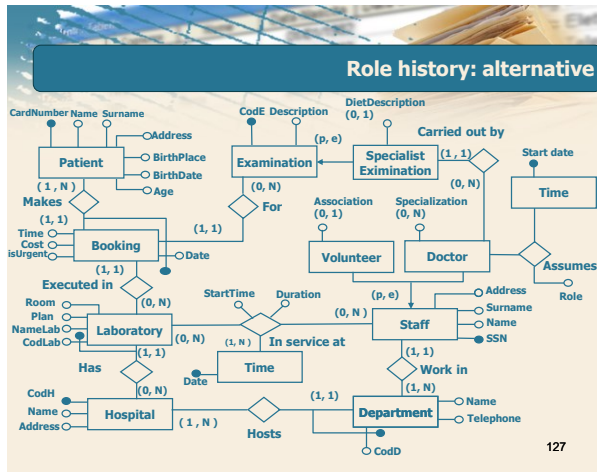 Role history: alternative
CardNumber Name Surname
Address
Patient
BirthPlace
BirthDate
Age
(1 , N)
Makes
(1, 1)
Time
Cost
isUrgent
Booking
Date
(1, 1)
Executed in
(0, N)
Room
Plan
NameLab
CodLab
Laboratory
(0, N)
(1, 1)
Has
(0, N)
CodH
Name
Address
Hospital
(1 , N)
Hosts
(1, 1)
CodE Description
Examination
(p, e)
(0, N)
For
(1, 1)
DietDescription
(0, 1)
Specialist
Eximination
(1 , 1)
Carried out by
(0, N)
Start date
Time
Assumes
Role
Association
(0, 1)
Volunteer
Specialization
(0, N)
Doctor
(p, e)
StartTime
Duration
(0, N)
In service at
(1, N)
Time
Date
Staff
Address
Surname
Name
SSN
(1, 1)
Work in
(1, N)
Department
Name
Telephone
CodD
127